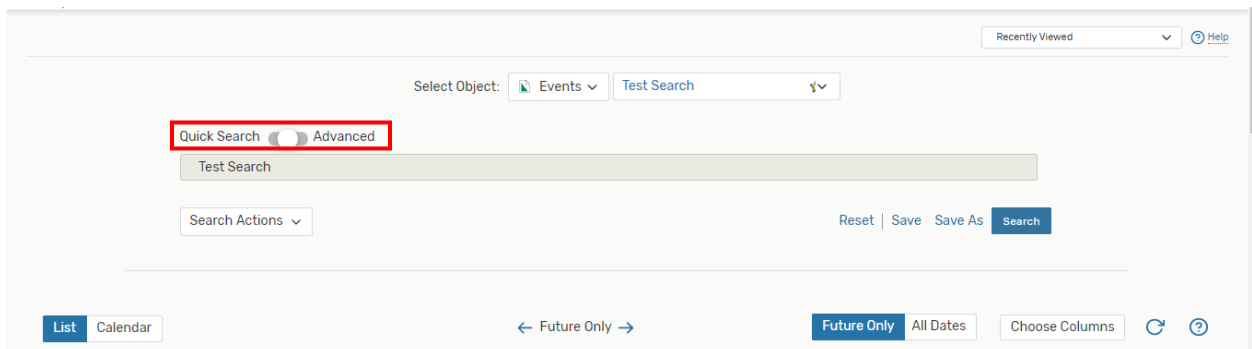 Recently Viewed Help
Select Object: Events Test Search
Quick Search Advanced
Test Search
Search Actions Reset | Save Save As Search
List Calendar ← Future Only → Future Only All Dates Choose Columns